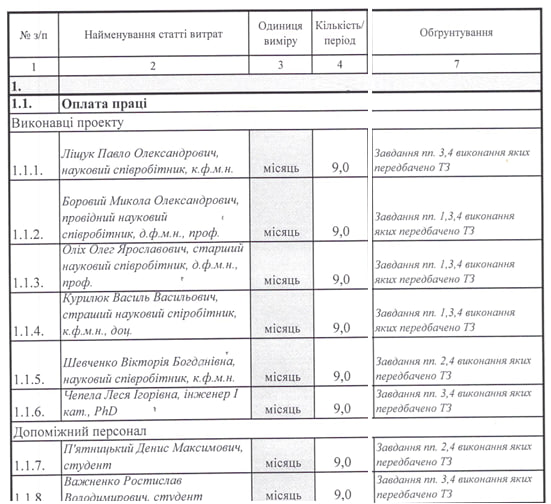 № з/п Найменування статті витрат Одиниця виміру Кількість/ період Обґрунтування
1 2 3 4 7
1.
1.1. Оплата праці
Виконавці проекту
1.1.1. Ліщук Павло Олександрович, науковий співробітник, к.ф.м.н. місяць 9,0 Завдання пп. 3,4 виконання яких передбачено ТЗ
1.1.2. Боровий Микола Олександрович, провідний науковий співробітник, д.ф.м.н., проф. місяць 9,0 Завдання пп. 1,3,4 виконання яких передбачено ТЗ
1.1.3. Оліх Олег Ярославович, старший науковий співробітник, д.ф.м.н., проф. місяць 9,0 Завдання пп. 1,3,4 виконання яких передбачено ТЗ
1.1.4. Курилюк Василь Васильович, страший науковий спіробітник, к.ф.м.н., доц. місяць 9,0 Завдання пп. 1,3,4 виконання яких передбачено ТЗ
1.1.5. Шевченко Вікторія Богданівна, науковий співробітник, к.ф.м.н. місяць 9,0 Завдання пп. 2,4 виконання яких передбачено ТЗ
1.1.6. Чепела Леся Ігорівна, інженер І кат., PhD місяць 9,0 Завдання пп. 3,4 виконання яких передбачено ТЗ
Допоміжний персонал
1.1.7. П'ятницький Денис Максимович, студент місяць 9,0 Завдання пп. 2,4 виконання яких передбачено ТЗ
1.1.8 Важненко Ростислав Володимирович, студент місяць 9,0 Завдання пп. 3,4 виконання яких передбачено ТЗ